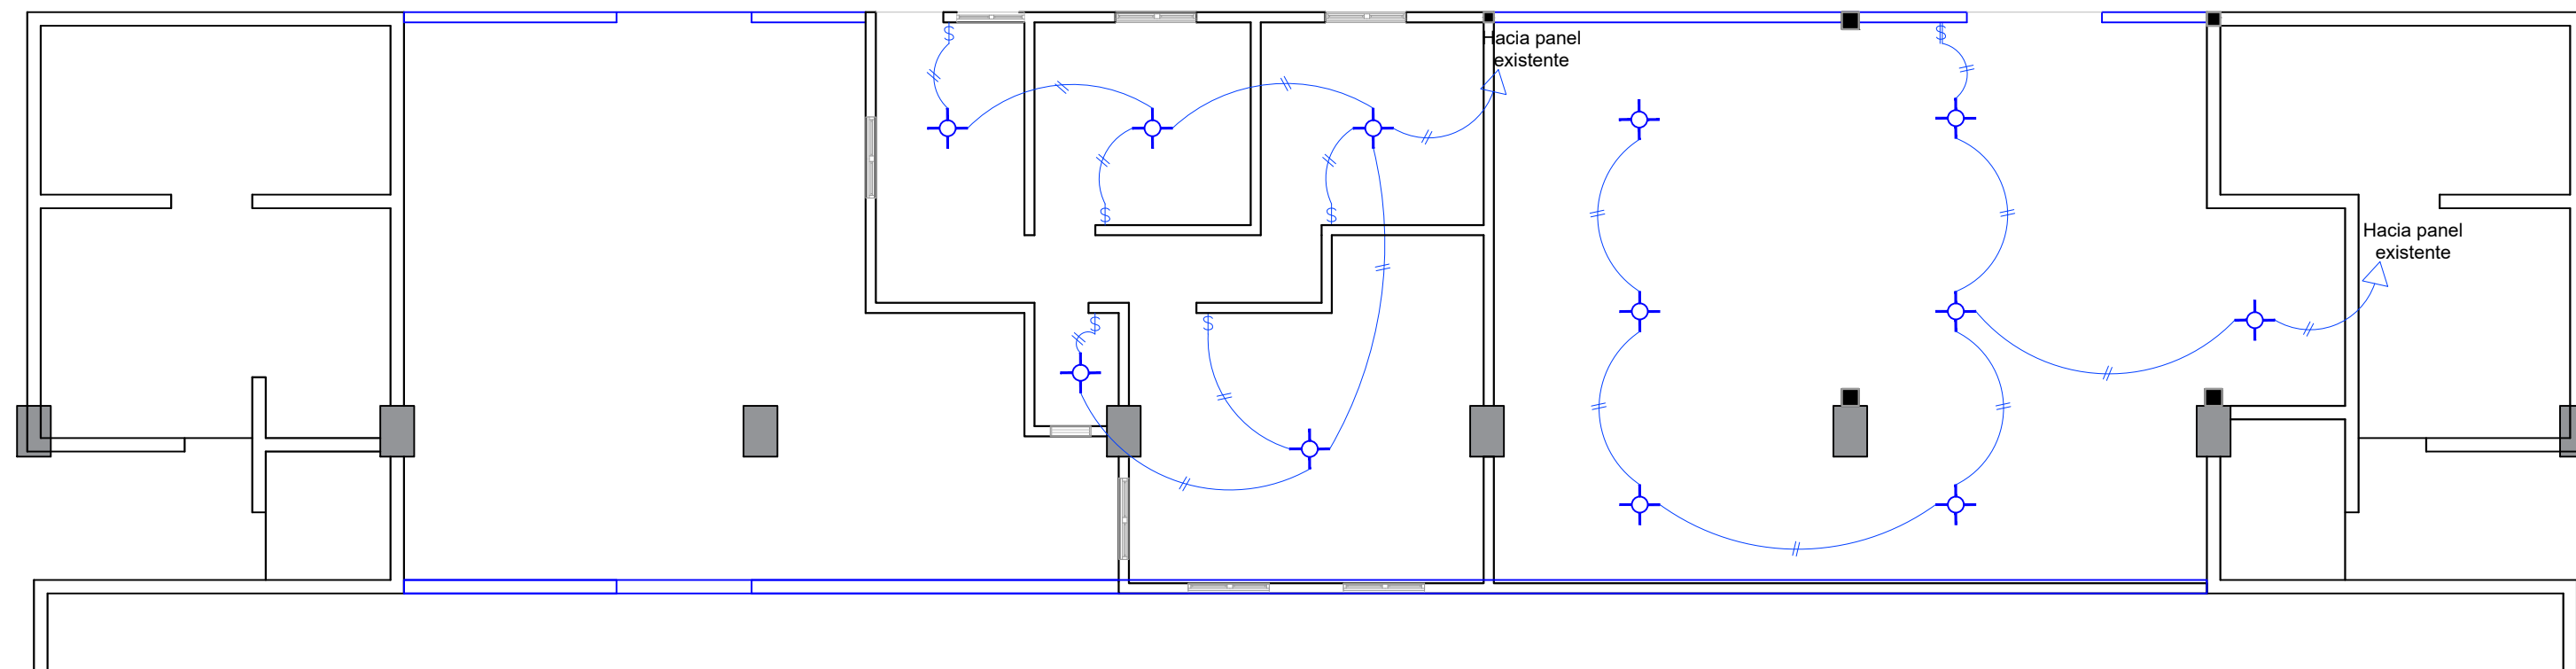 Hacia panel
existente
Hacia panel
existente
$
$
$
$
$
$